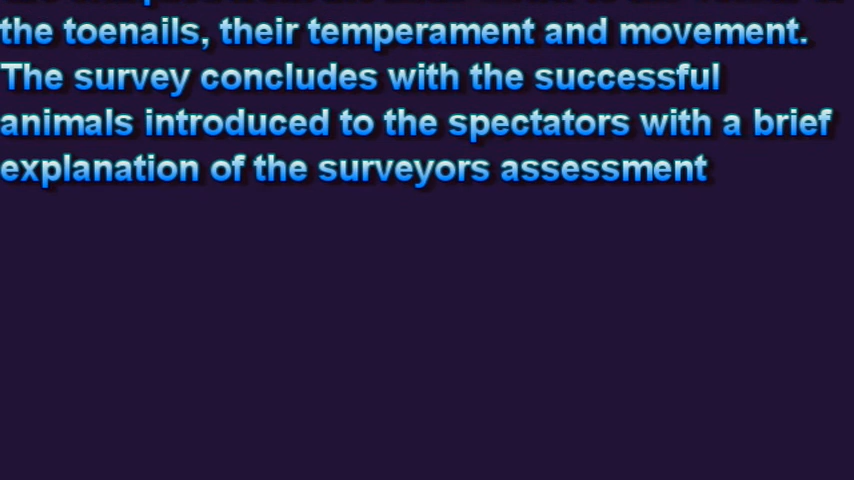 the toenails, their temperament and movement.
The survey concludes with the successful
animals introduced to the spectators with a brief
explanation of the surveyors assessment